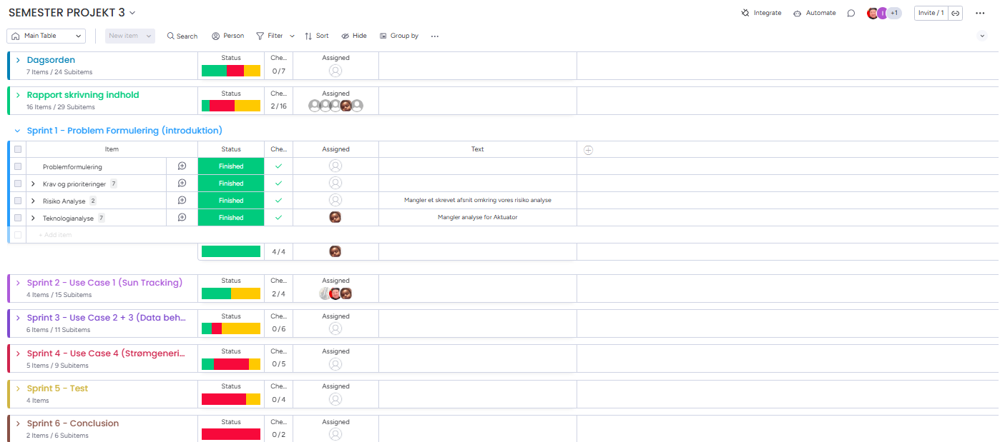 SEMESTER PROJEKT 3
Integrate Automate I +1 Invite / 1
Main Table New item Search Person Filter Sort Hide Group by
Dagsorden Status Che... Assigned
7 Items / 24 Subitems 0 / 7
Rapport skrivning indhold Status Che... Assigned
16 Items / 29 Subitems 2 / 16
Sprint 1 - Problem Formulering (introduktion)
Item Status Che... Assigned Text
Problemformulering Finished
Krav og prioriteringer 7 Finished
Risiko Analyse 2 Finished Mangler et skrevet afsnit omkring vores risiko analyse
Teknologianalyse 7 Finished Mangler analyse for Aktuator
+ Add item
4 / 4
Sprint 2 - Use Case 1 (Sun Tracking) Status Che... Assigned
4 Items / 15 Subitems 2 / 4
Sprint 3 - Use Case 2 + 3 (Data beh... Status Che... Assigned
6 Items / 11 Subitems 0 / 6
Sprint 4 - Use Case 4 (Strømgeneri... Status Che... Assigned
5 Items / 9 Subitems 0 / 5
Sprint 5 - Test Status Che... Assigned
4 Items 0 / 4
Sprint 6 - Conclusion Status Che... Assigned
2 Items / 6 Subitems 0 / 2